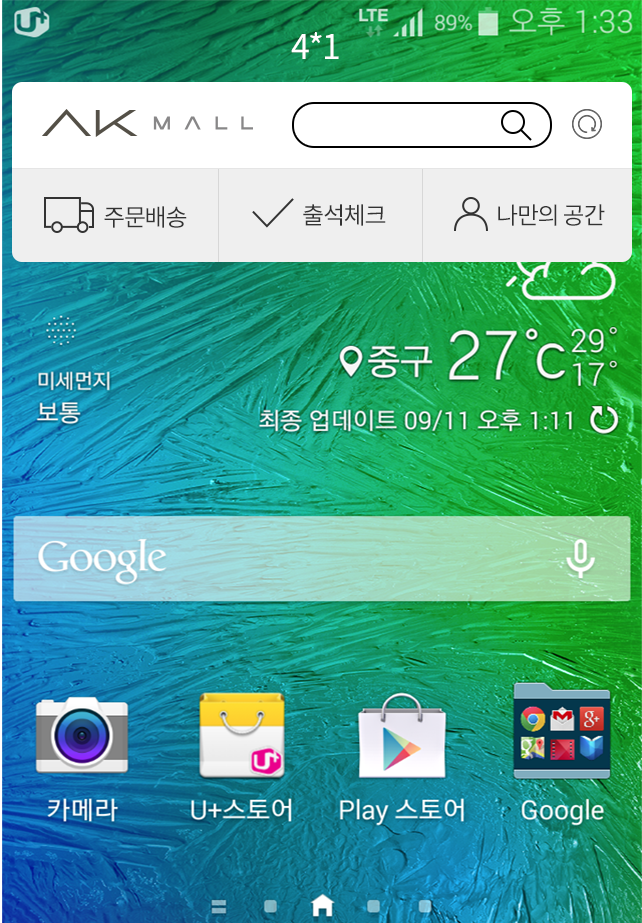 U+ LTE 89% 오후 1:33
4*1
AK MALL
주문배송 출석체크 나만의 공간
중구 27°c 29°
17°
미세먼지
보통
최종 업데이트 09/11 오후 1:11
Google
U+
g+
카메라 U+스토어 Play 스토어 Google